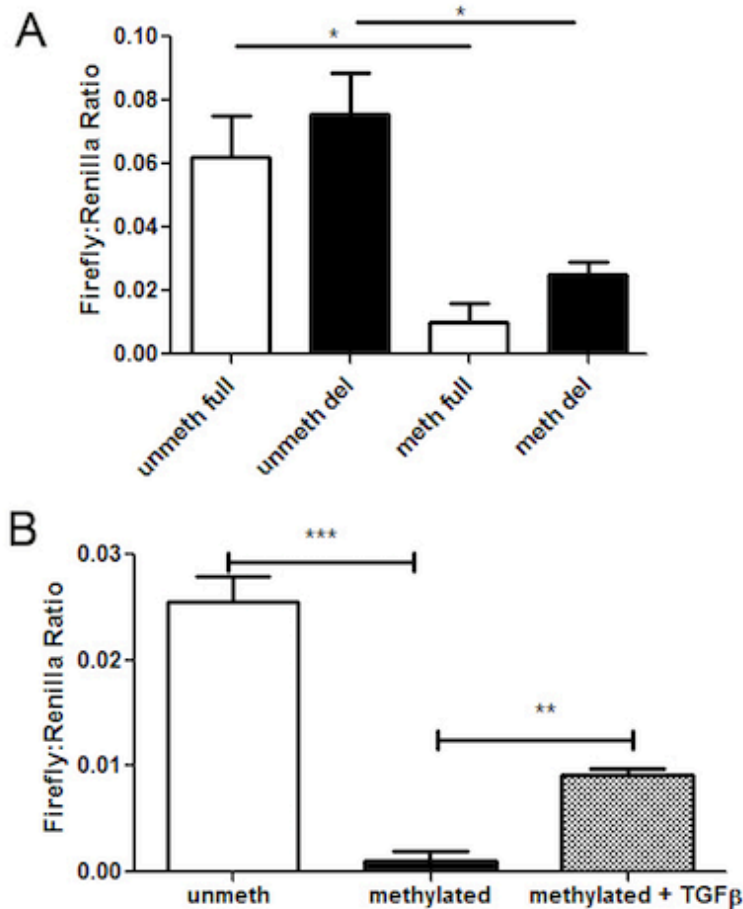 A
*
*
0.10
0.08
0.06
0.04
0.02
0.00
Firefly:Renilla Ratio
unmeth full
unmeth del
meth full
meth del
B
***
**
0.03
0.02
0.01
0.00
Firefly:Renilla Ratio
unmeth
methylated
methylated + TGFβ